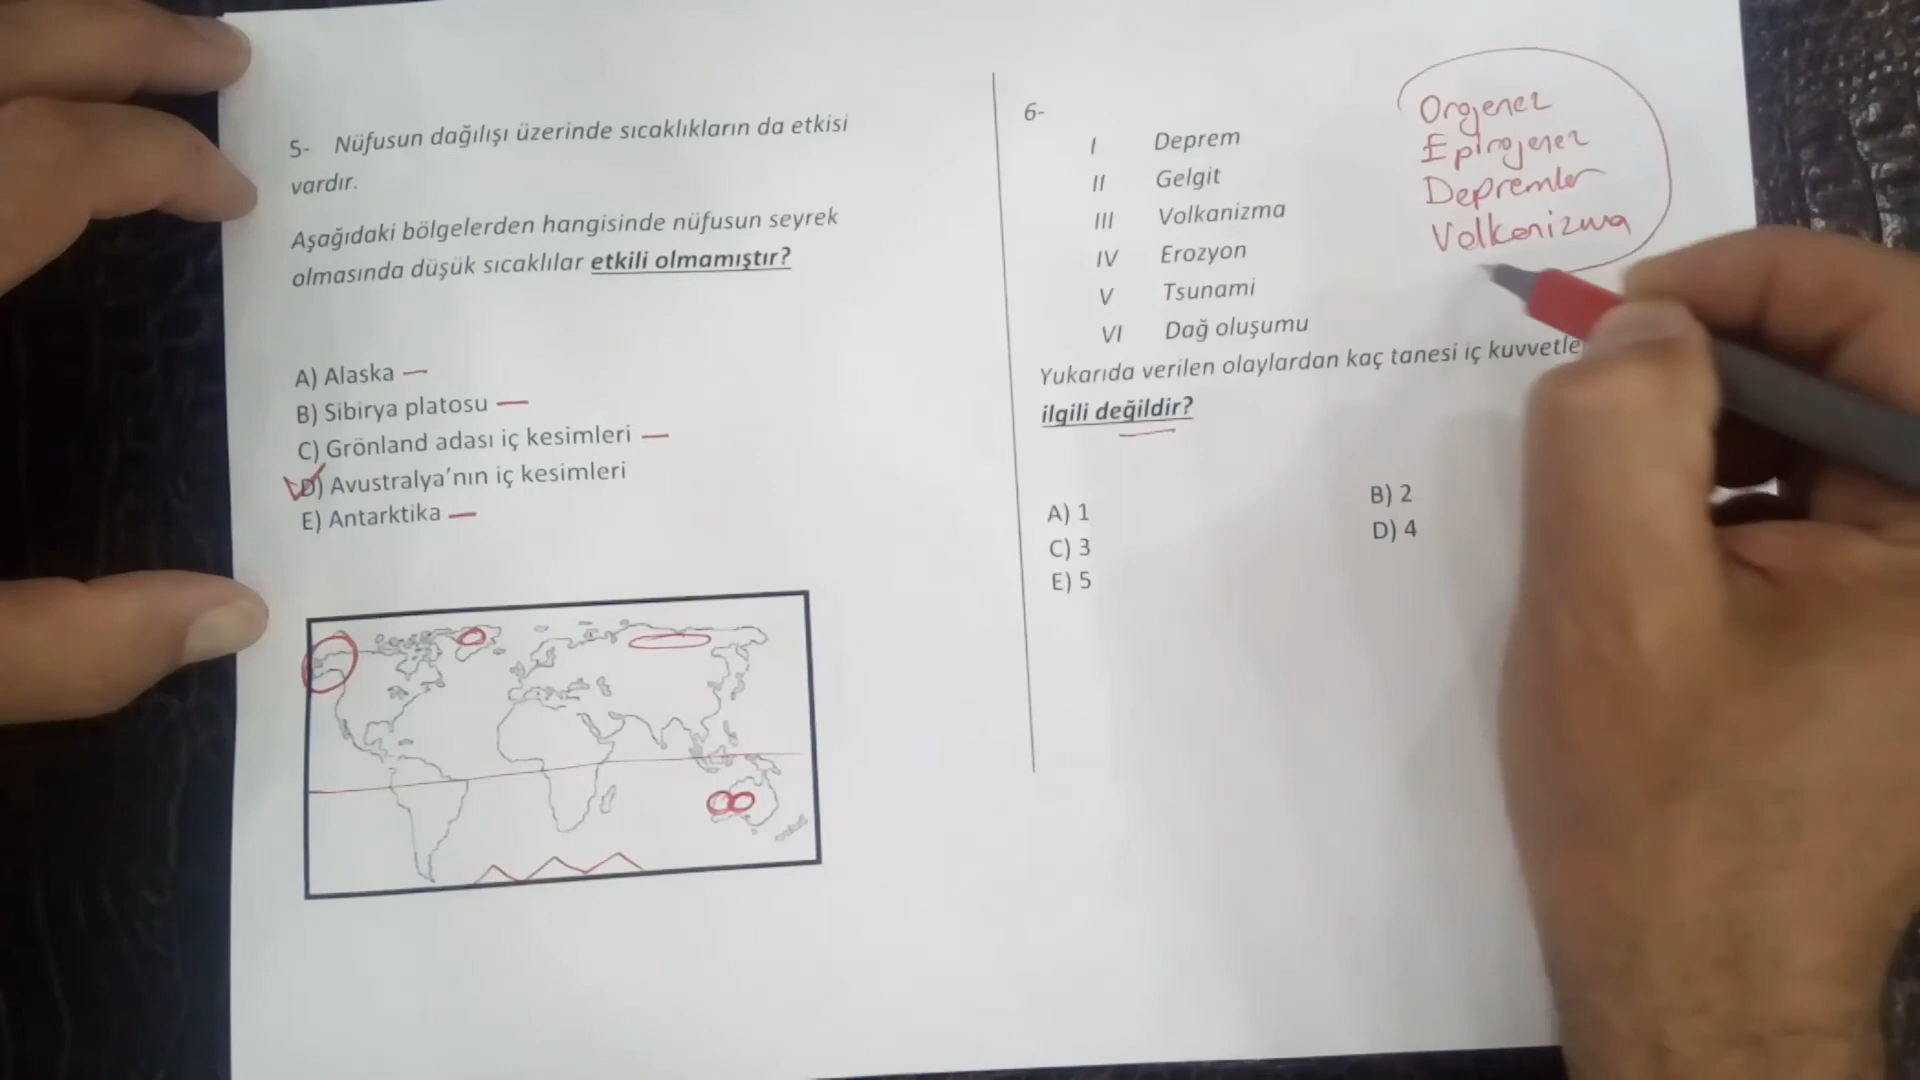 5- Nüfusun dağılışı üzerinde sıcaklıkların da etkisi
vardır.
Aşağıdaki bölgelerden hangisinde nüfusun seyrek
olmasında düşük sıcaklılar etkili olmamıştır?
A) Alaska
B) Sibirya platosu
C) Grönland adası iç kesimleri
D) Avustralya’nın iç kesimleri
E) Antarktika
6-
I Deprem
II Gelgit
III Volkanizma
IV Erozyon
V Tsunami
VI Dağ oluşumu
Yukarıda verilen olaylardan kaç tanesi iç kuvvetle
ilgili değildir?
A) 1
B) 2
C) 3
D) 4
E) 5
Orojenez
Epirojenez
Depremler
Volkanizma